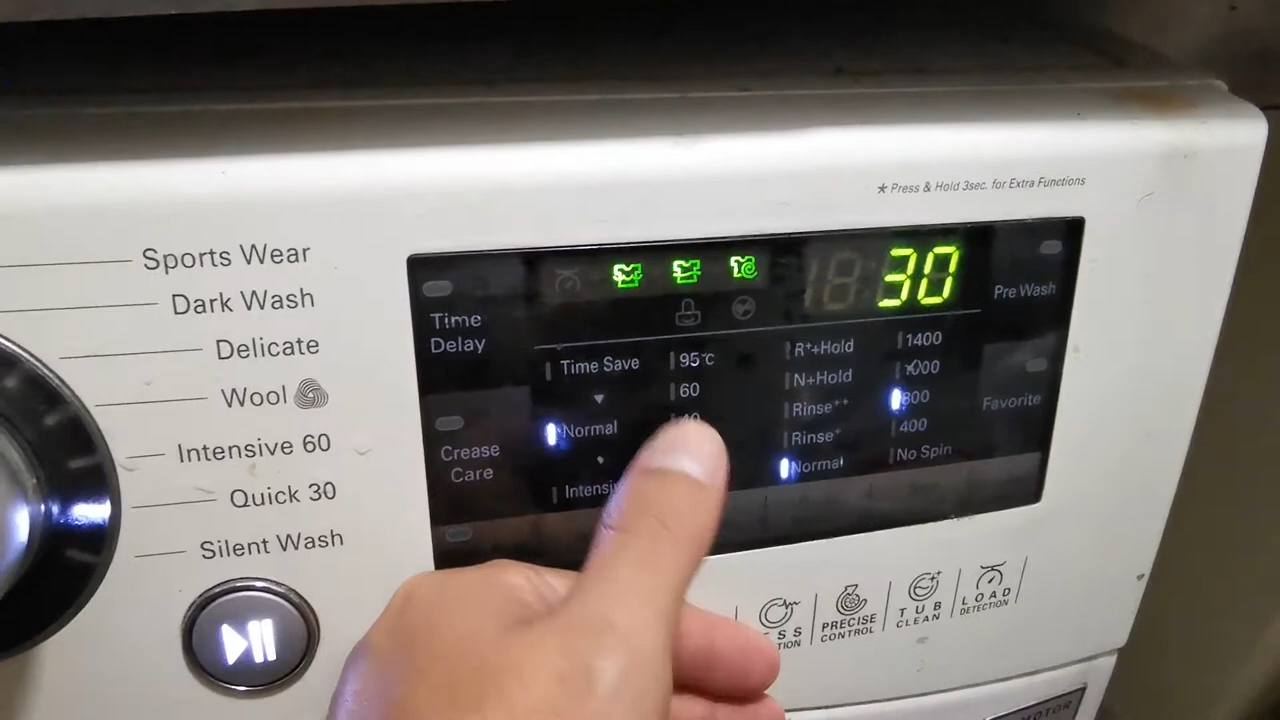 * Press & Hold 3sec. for Extra Functions
Sports Wear
Dark Wash
Delicate
Wool
Intensive 60
Quick 30
Silent Wash
Time
Delay
Crease
Care
30
Pre Wash
Favorite
Time Save
Normal
95℃
60
40
R⁺+Hold
N+Hold
Rinse⁺⁺
Rinse⁺
Normal
1400
800
400
No Spin
PRECISE
CONTROL
TUB
CLEAN
LOAD
DETECTION
MOTOR